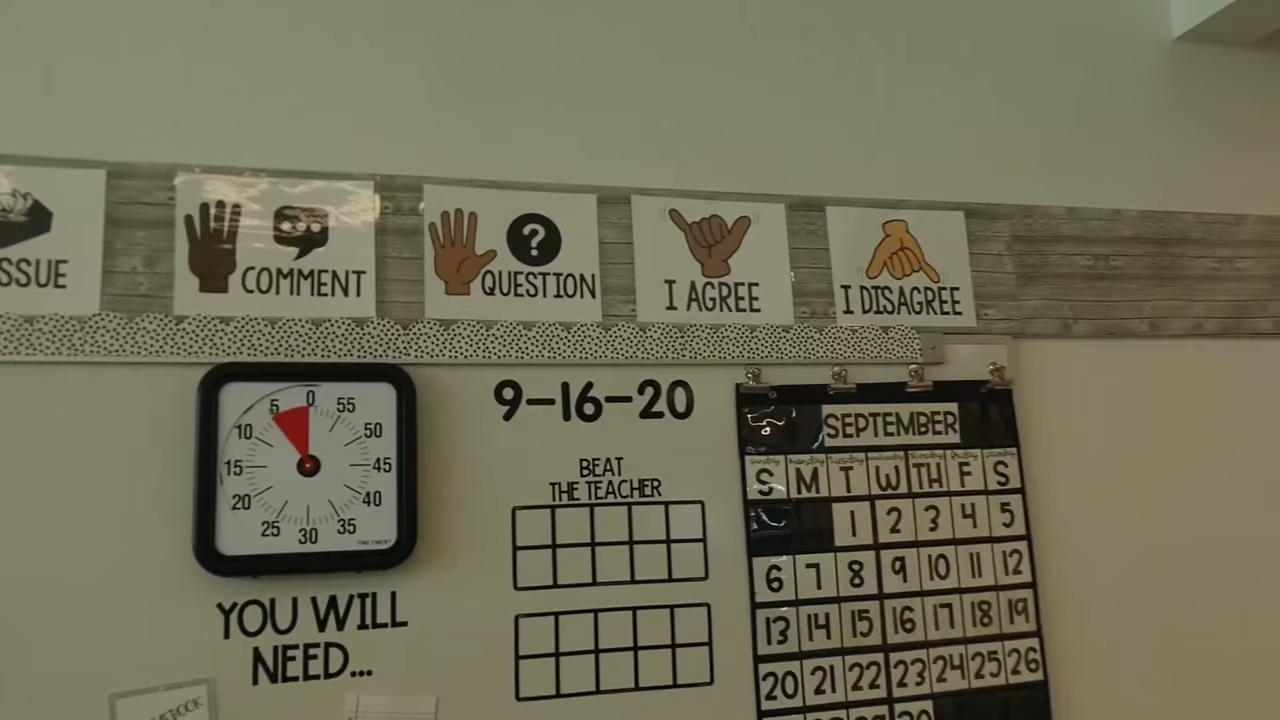 SSUE
COMMENT
?
QUESTION
I AGREE
I DISAGREE
0
55
50
45
40
35
30
25
20
15
10
5
YOU WILL
NEED...
9-16-20
BEAT
THE TEACHER
SEPTEMBER
S M T W TH F S
1 2 3 4 5
6 7 8 9 10 11 12
13 14 15 16 17 18 19
20 21 22 23 24 25 26
29 30